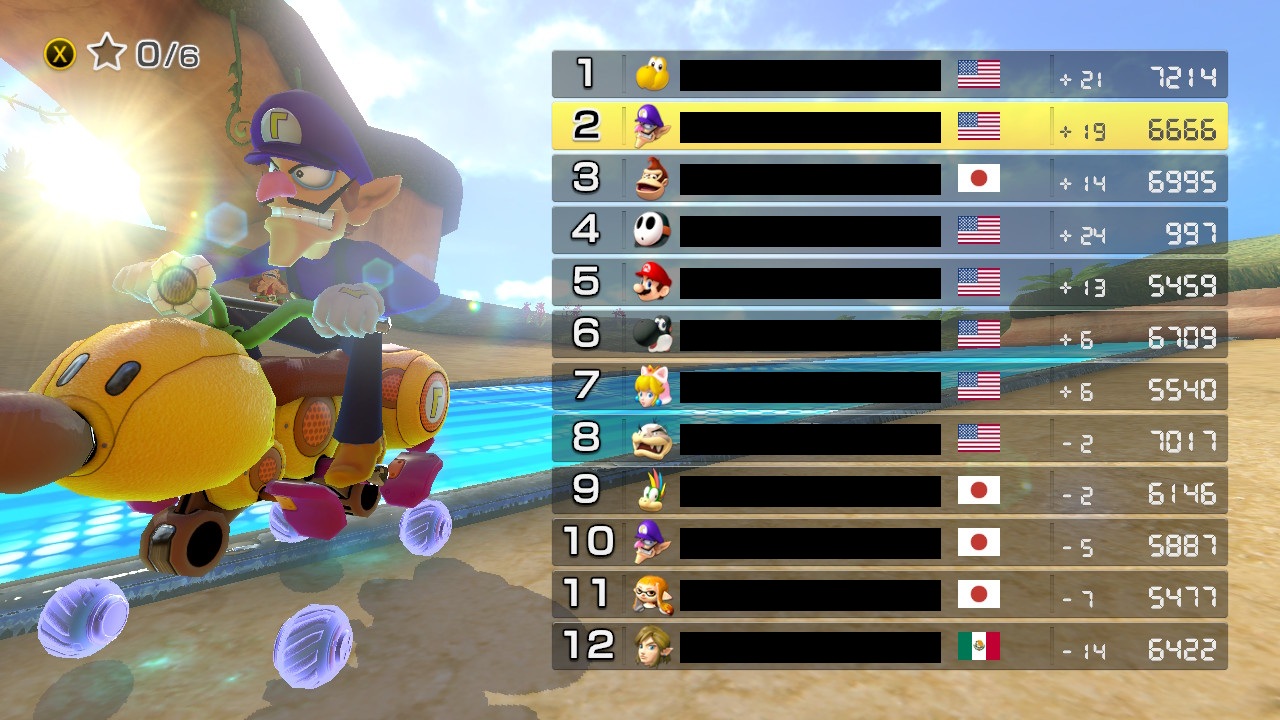 X 0/6
1 + 21 7214
2 + 19 6666
3 + 14 6995
4 + 24 997
5 + 13 5459
6 + 6 6709
7 + 6 5540
8 - 2 7017
9 - 2 6146
10 - 5 5887
11 - 7 5477
12 - 14 6422